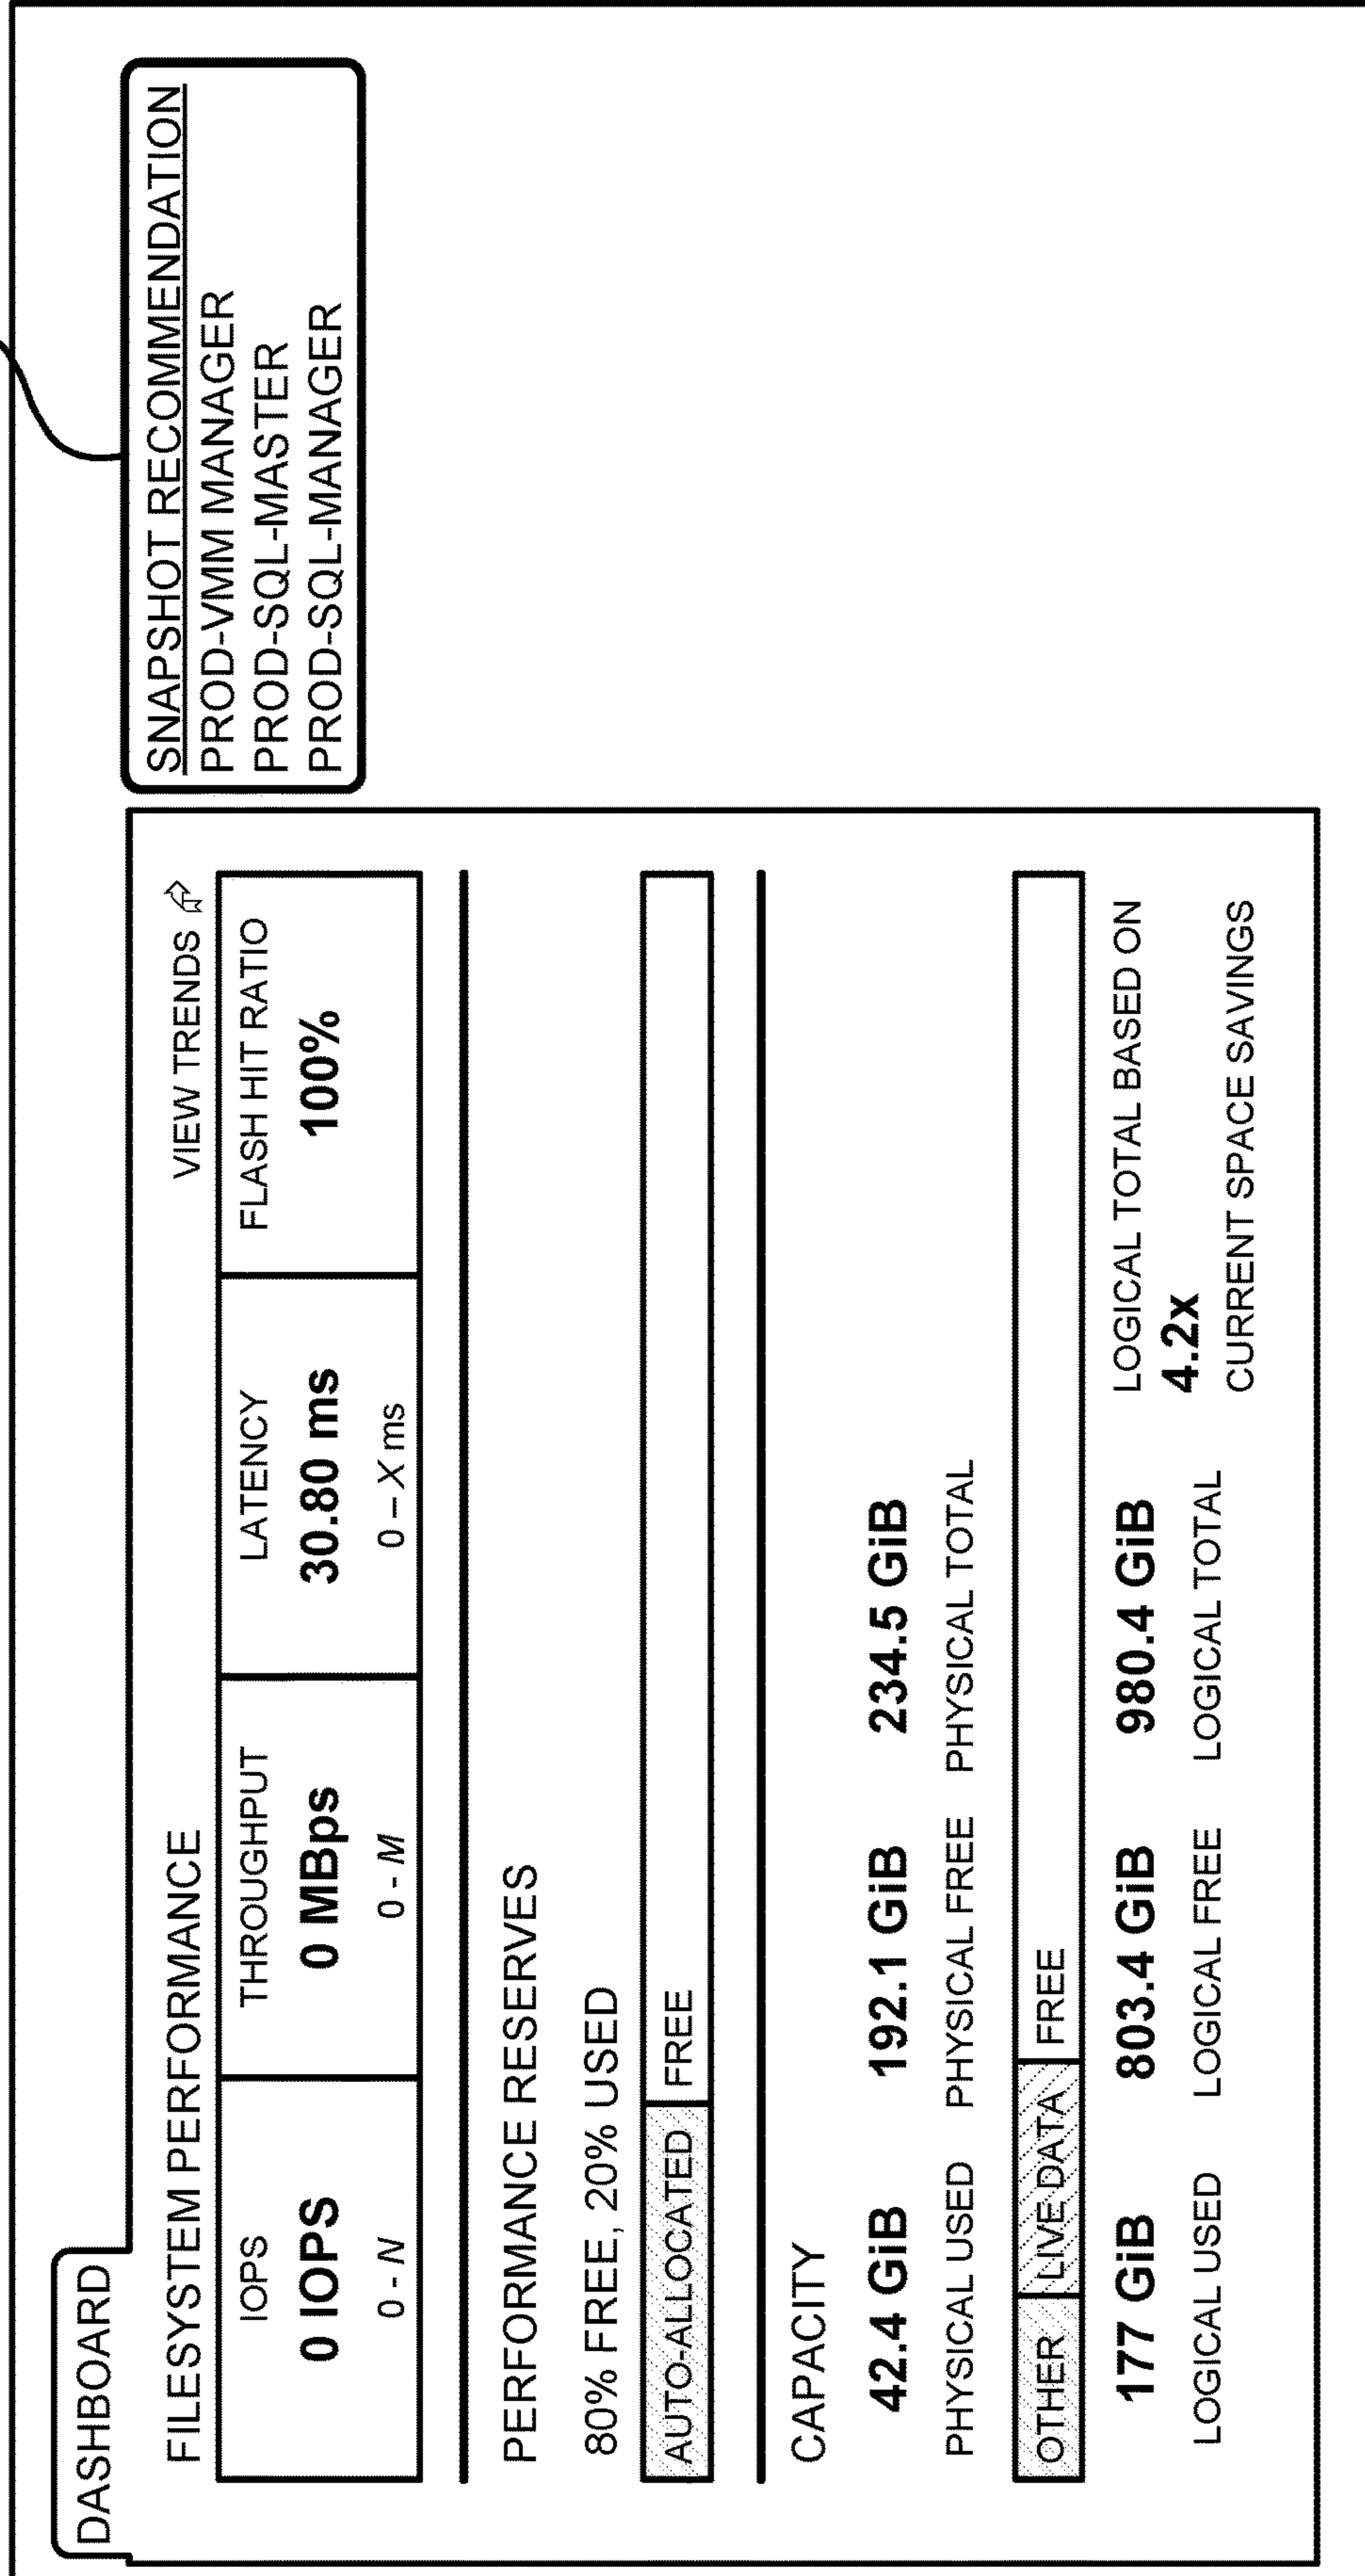 DASHBOARD
FILESYSTEM PERFORMANCE
VIEW TRENDS
IOPS
0 IOPS
0 - N
THROUGHPUT
0 MBps
0 - M
LATENCY
30.80 ms
0 – X ms
FLASH HIT RATIO
100%
PERFORMANCE RESERVES
80% FREE, 20% USED
AUTO-ALLOCATED
FREE
CAPACITY
42.4 GiB
PHYSICAL USED
192.1 GiB
PHYSICAL FREE
234.5 GiB
PHYSICAL TOTAL
OTHER
LIVE DATA
FREE
177 GiB
LOGICAL USED
803.4 GiB
LOGICAL FREE
980.4 GiB
LOGICAL TOTAL
LOGICAL TOTAL BASED ON
4.2x
CURRENT SPACE SAVINGS
SNAPSHOT RECOMMENDATION
PROD-VMM MANAGER
PROD-SQL-MASTER
PROD-SQL-MANAGER